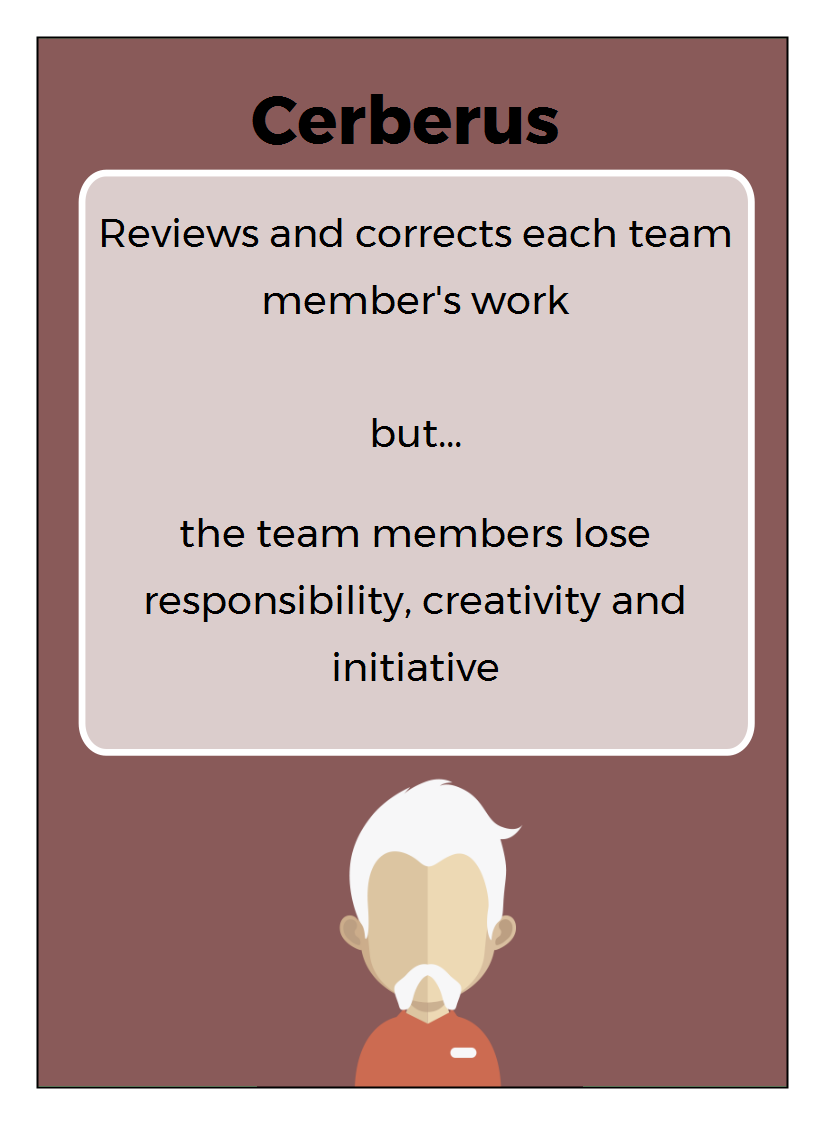 Cerberus
Reviews and corrects each team
member's work
but...
the team members lose
responsibility, creativity and
initiative